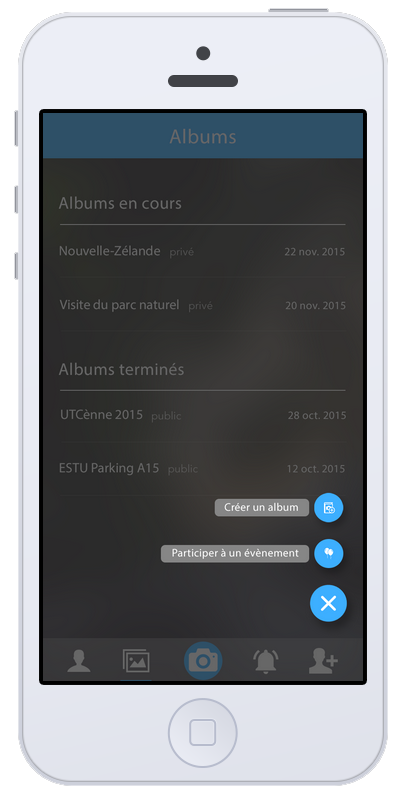 Albums
Albums en cours
Nouvelle-Zélande privé 22 nov. 2015
Visite du parc naturel privé 20 nov. 2015
Albums terminés
UTCènne 2015 public 28 oct. 2015
ESTU Parking A15 public 12 oct. 2015
Créer un album
Participer à un évènement